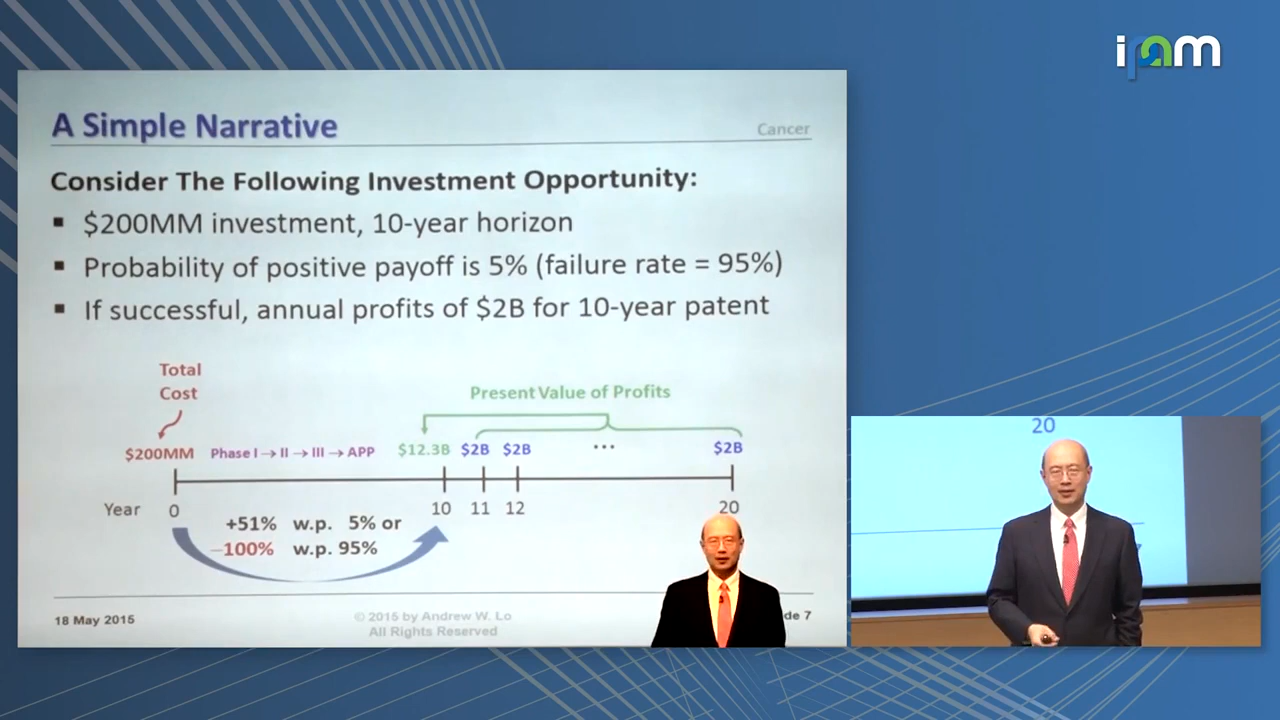 ipam
A Simple Narrative
Cancer
Consider The Following Investment Opportunity:
▪ $200MM investment, 10-year horizon
▪ Probability of positive payoff is 5% (failure rate = 95%)
▪ If successful, annual profits of $2B for 10-year patent
Total
Cost
Present Value of Profits
$200MM Phase I → II → III → APP $12.3B $2B $2B ... $2B
Year 0 10 11 12 20
+51% w.p. 5% or
–100% w.p. 95%
18 May 2015
© 2015 by Andrew W. Lo
All Rights Reserved
de 7
20